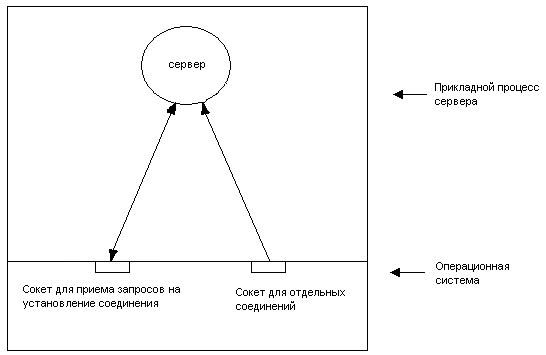 сервер
Прикладной процесс
сервера
Операционная
система
Сокет для приема запросов на
установление соединения
Сокет для отдельных
соединений